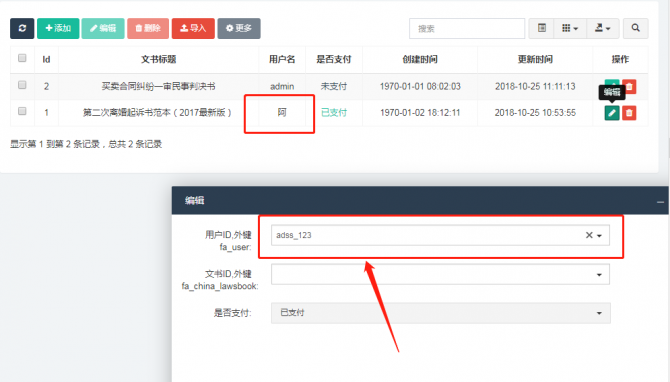 添加 编辑 删除 导入 更多 搜索
Id 文书标题 用户名 是否支付 创建时间 更新时间 操作
2 买卖合同纠纷一审民事判决书 admin 未支付 1970-01-01 08:02:03 2018-10-25 11:11:13
编辑
1 第二次离婚起诉书范本（2017最新版） 阿 已支付 1970-01-02 18:12:11 2018-10-25 10:53:55
显示第 1 到第 2 条记录，总共 2 条记录
编辑
用户ID,外键 adss_123
fa_user:
文书ID,外键
fa_china_lawsbook:
是否支付: 已支付